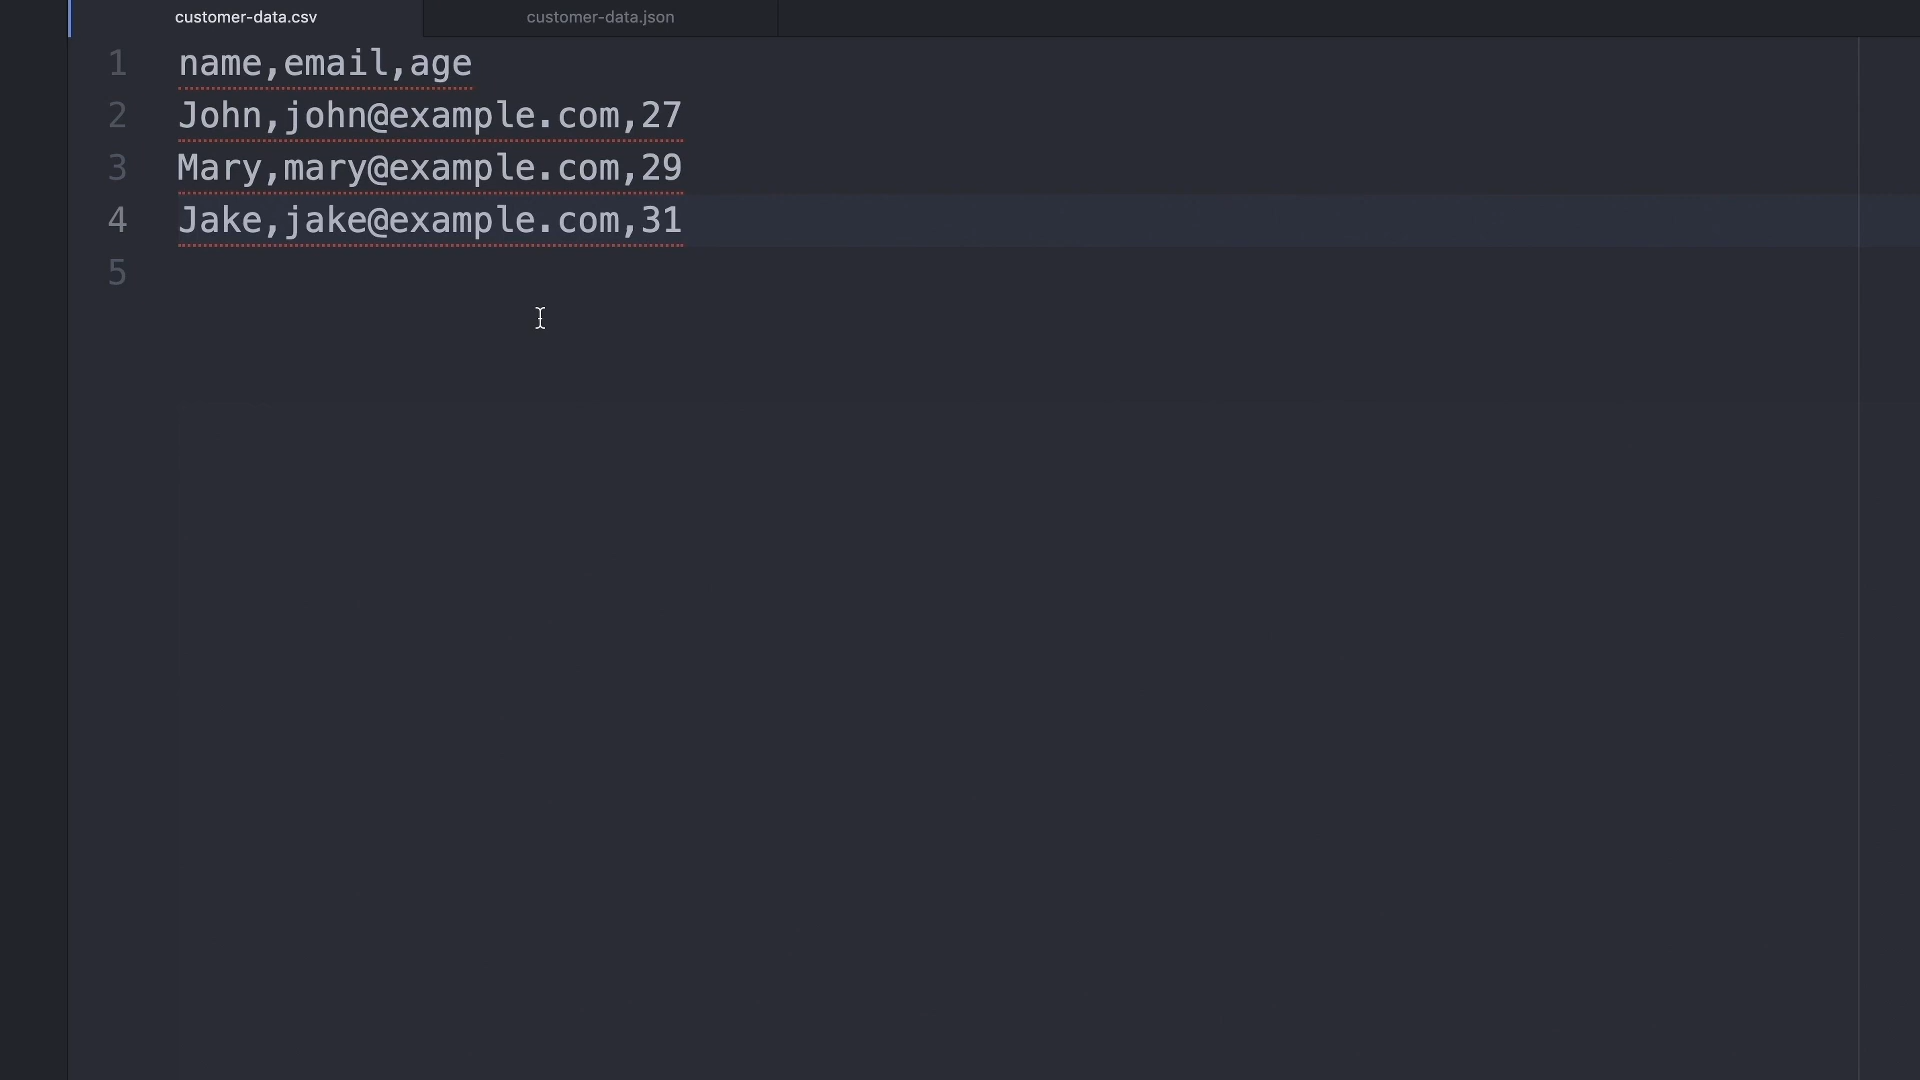 customer-data.csv
customer-data.json
1 name,email,age
2 John,john@example.com,27
3 Mary,mary@example.com,29
4 Jake,jake@example.com,31
5